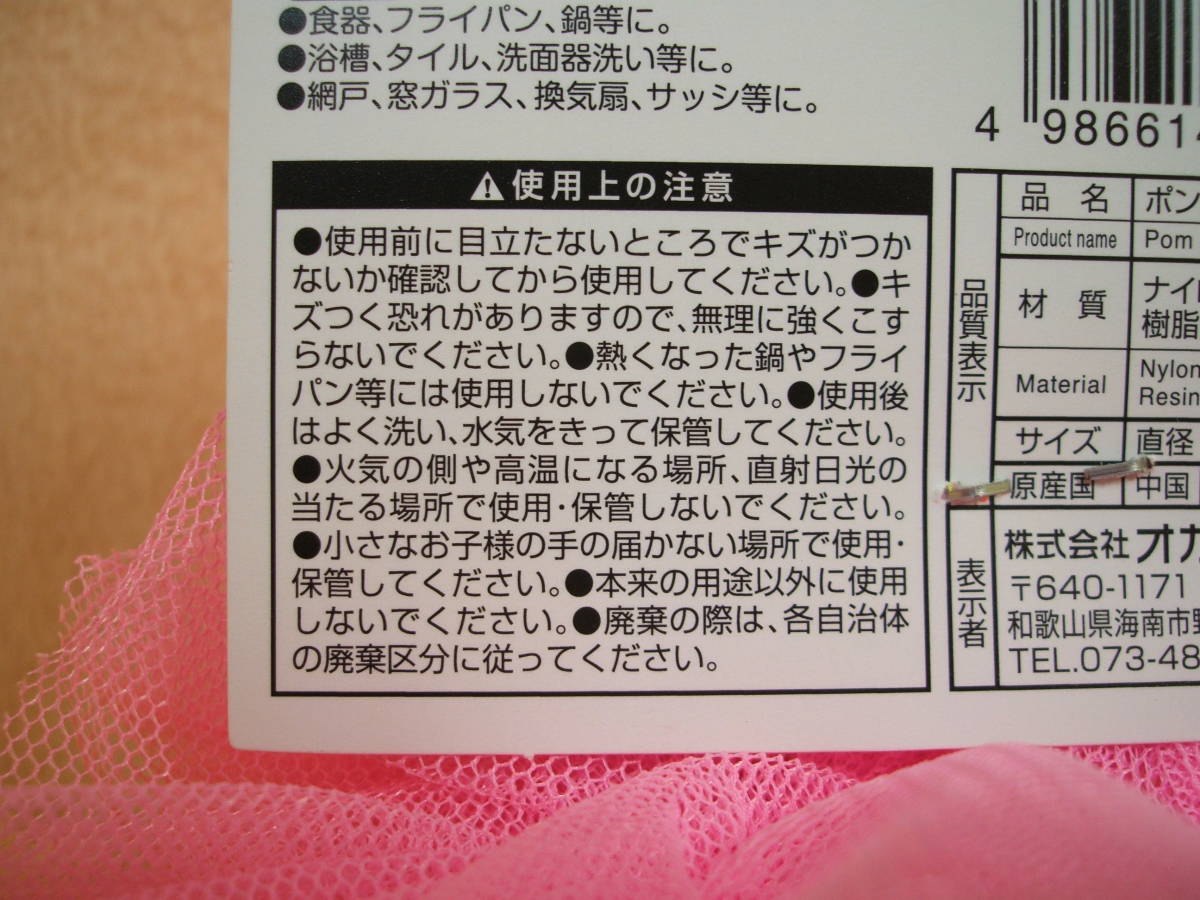 ●食器、フライパン、鍋等に。
●浴槽、タイル、洗面器洗い等に。
●網戸、窓ガラス、換気扇、サッシ等に。
4 986614
⚠使用上の注意
●使用前に目立たないところでキズがつか
ないか確認してから使用してください。●キ
ズつく恐れがありますので、無理に強くこす
らないでください。●熱くなった鍋やフライ
パン等には使用しないでください。●使用後
はよく洗い、水気をきって保管してください。
●火気の側や高温になる場所、直射日光の
当たる場所で使用・保管しないでください。
●小さなお子様の手の届かない場所で使用・
保管してください。●本来の用途以外に使用
しないでください。●廃棄の際は、各自治体
の廃棄区分に従ってください。
品質表示
品名 ポン
Product name Pom
材質 ナイ
樹脂
Material Nylon
Resin
サイズ 直径
原産国 中国
表示者
株式会社オカ
〒640-1171
和歌山県海南市野
TEL.073-48